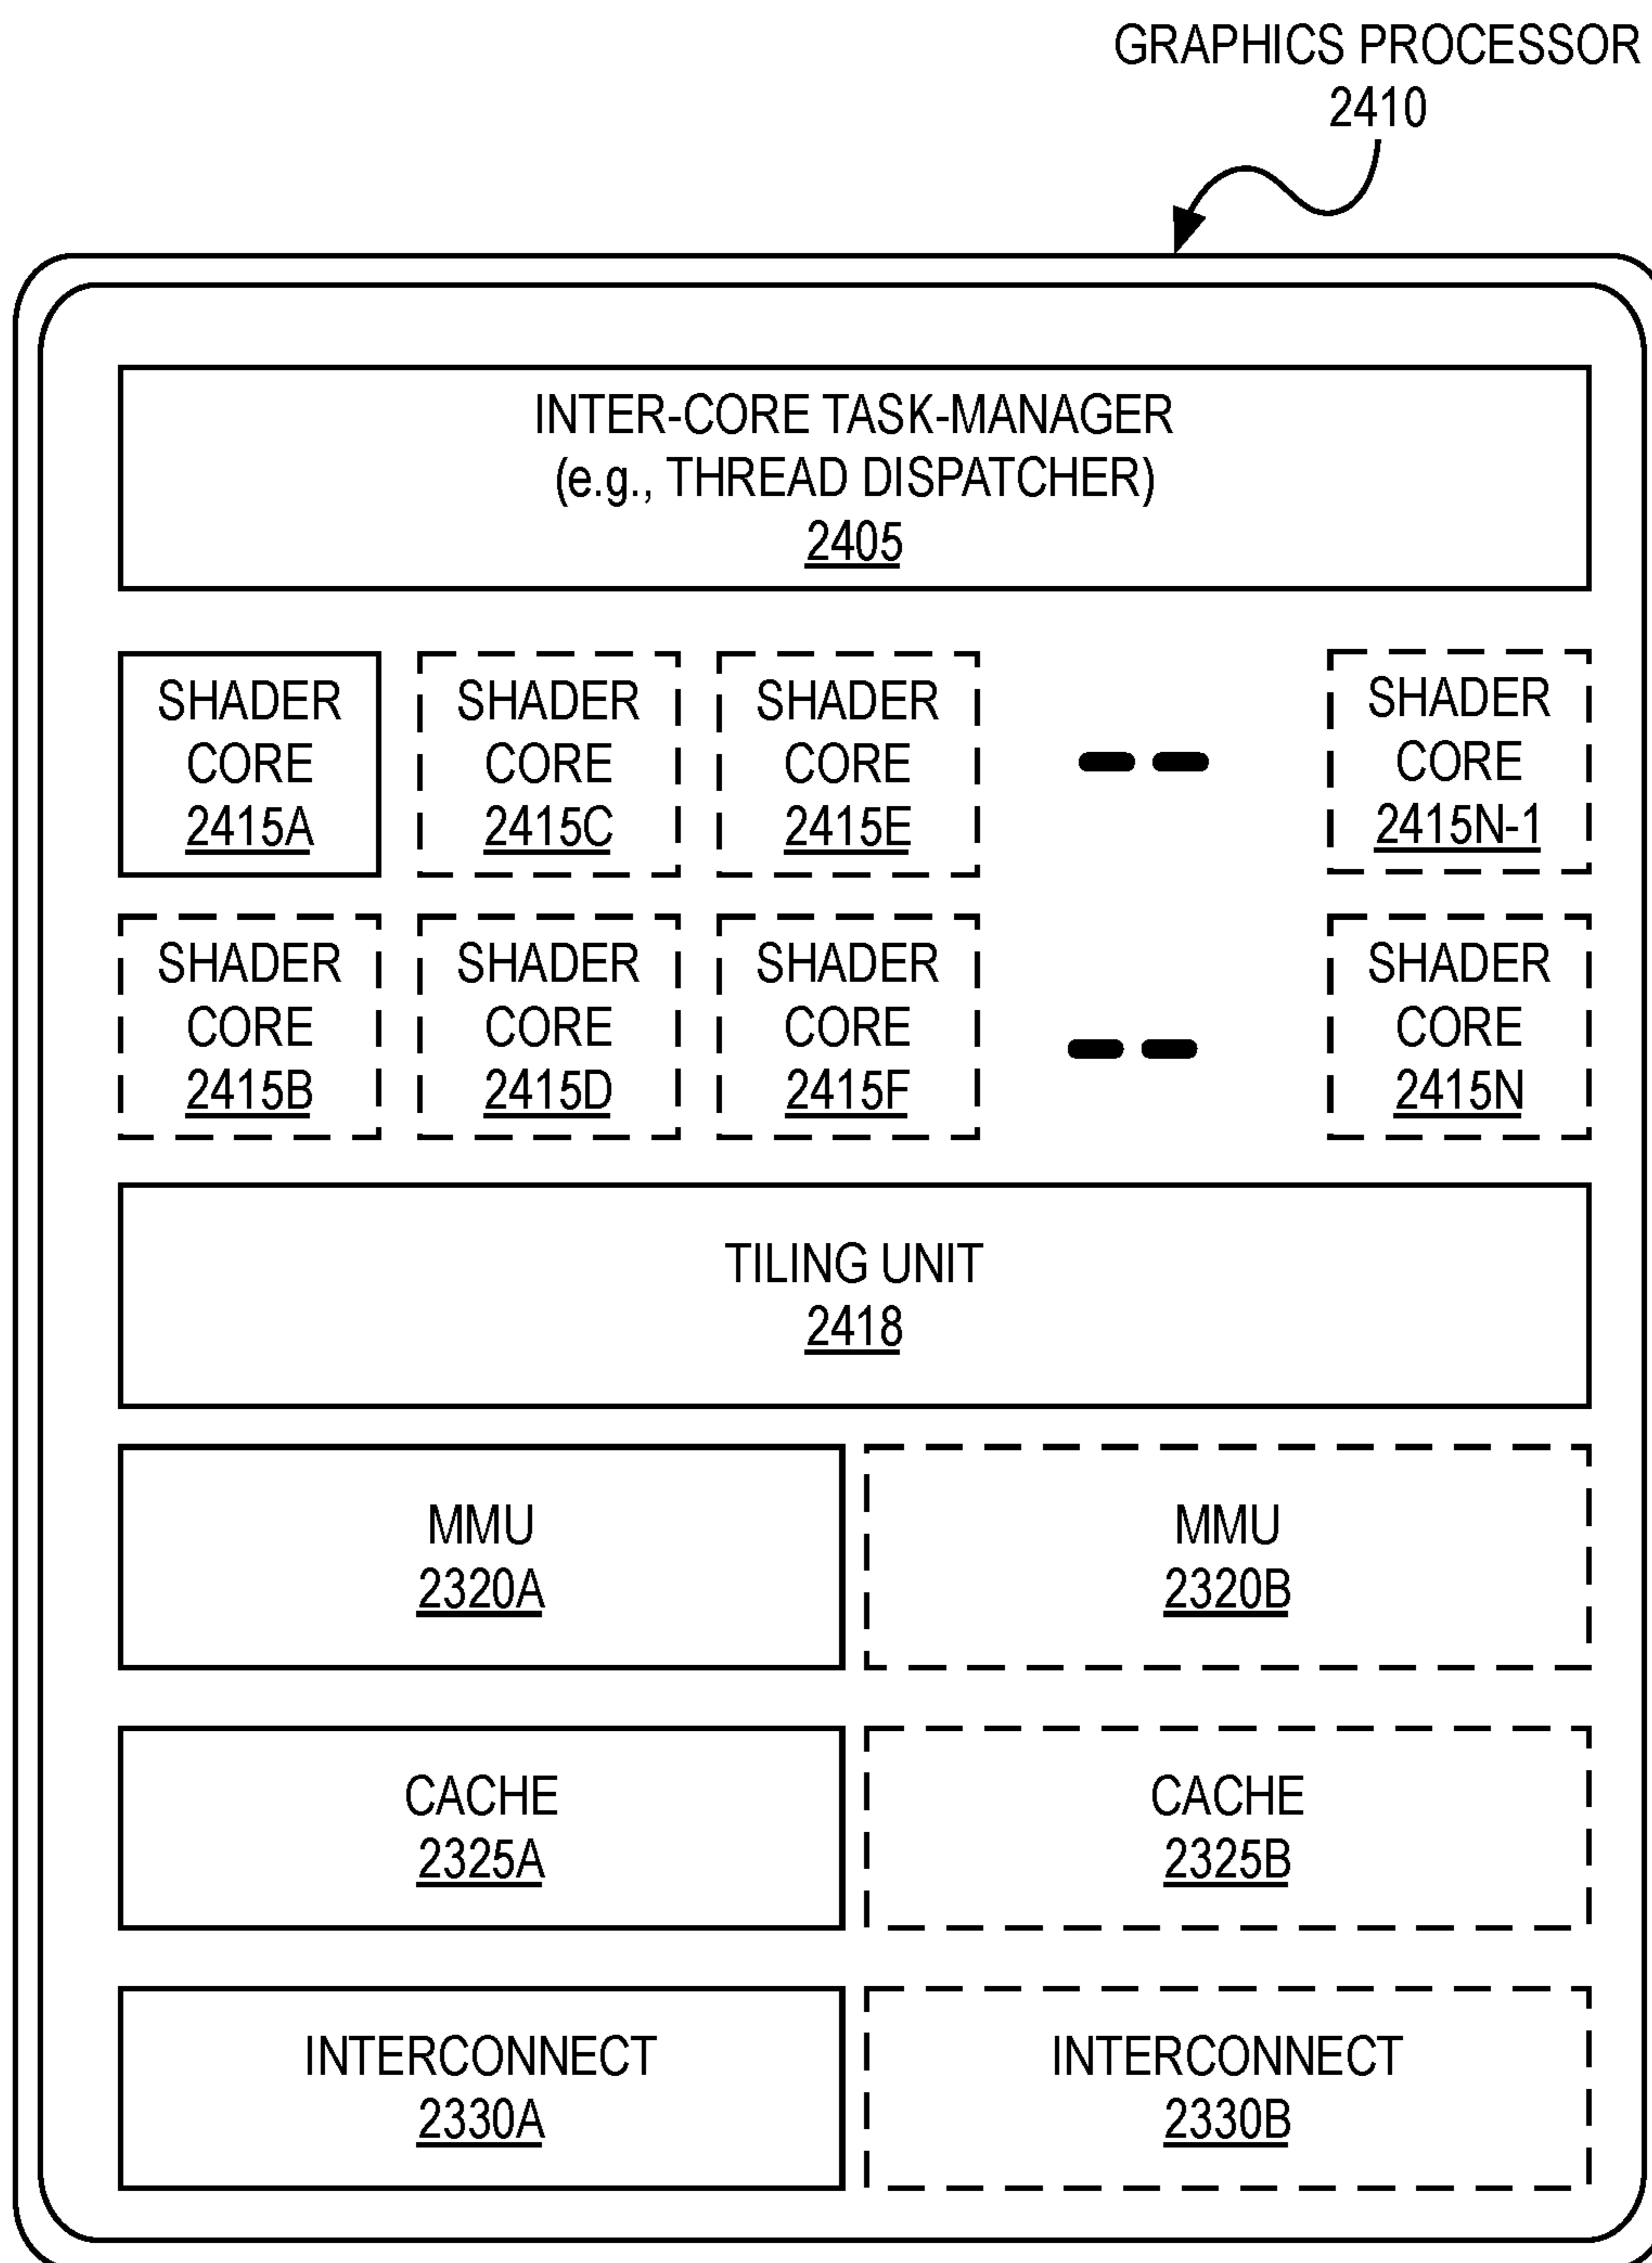 GRAPHICS PROCESSOR
2410
INTER-CORE TASK-MANAGER
(e.g., THREAD DISPATCHER)
2405
SHADER
CORE
2415A
SHADER
CORE
2415C
SHADER
CORE
2415E
SHADER
CORE
2415N-1
SHADER
CORE
2415B
SHADER
CORE
2415D
SHADER
CORE
2415F
SHADER
CORE
2415N
TILING UNIT
2418
MMU
2320A
MMU
2320B
CACHE
2325A
CACHE
2325B
INTERCONNECT
2330A
INTERCONNECT
2330B